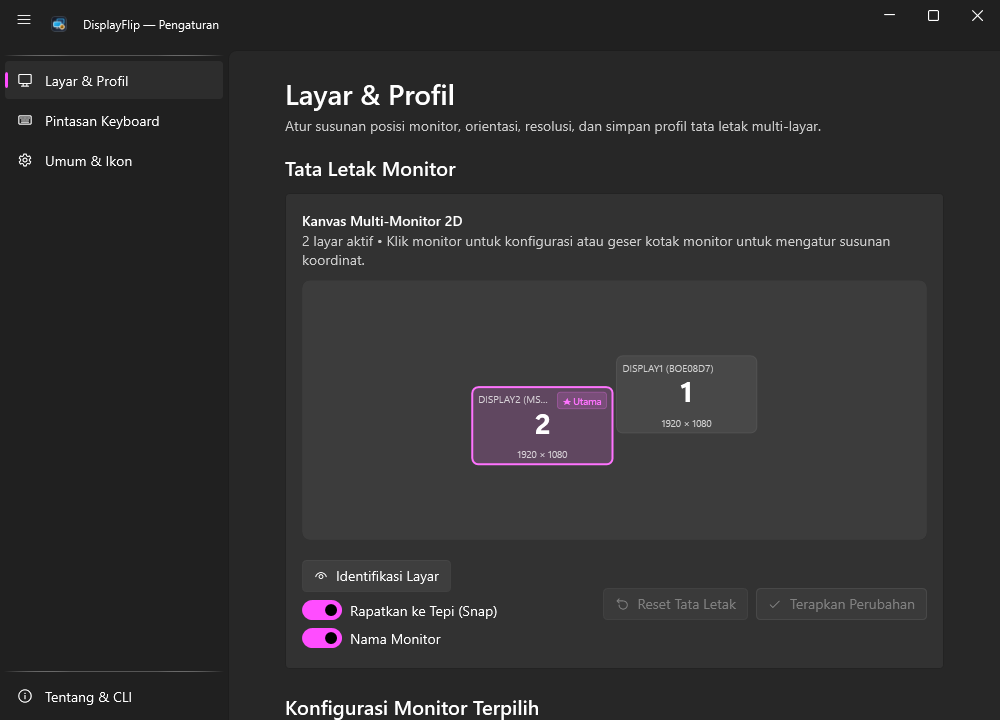 DisplayFlip — Pengaturan
Layar & Profil
Pintasan Keyboard
Umum & Ikon
Tentang & CLI
Layar & Profil
Atur susunan posisi monitor, orientasi, resolusi, dan simpan profil tata letak multi-layar.
Tata Letak Monitor
Kanvas Multi-Monitor 2D
2 layar aktif • Klik monitor untuk konfigurasi atau geser kotak monitor untuk mengatur susunan
koordinat.
DISPLAY2 (MS...
★ Utama
2
1920 × 1080
DISPLAY1 (BOE08D7)
1
1920 × 1080
Identifikasi Layar
Rapatkan ke Tepi (Snap)
Nama Monitor
Reset Tata Letak
Terapkan Perubahan
Konfigurasi Monitor Terpilih